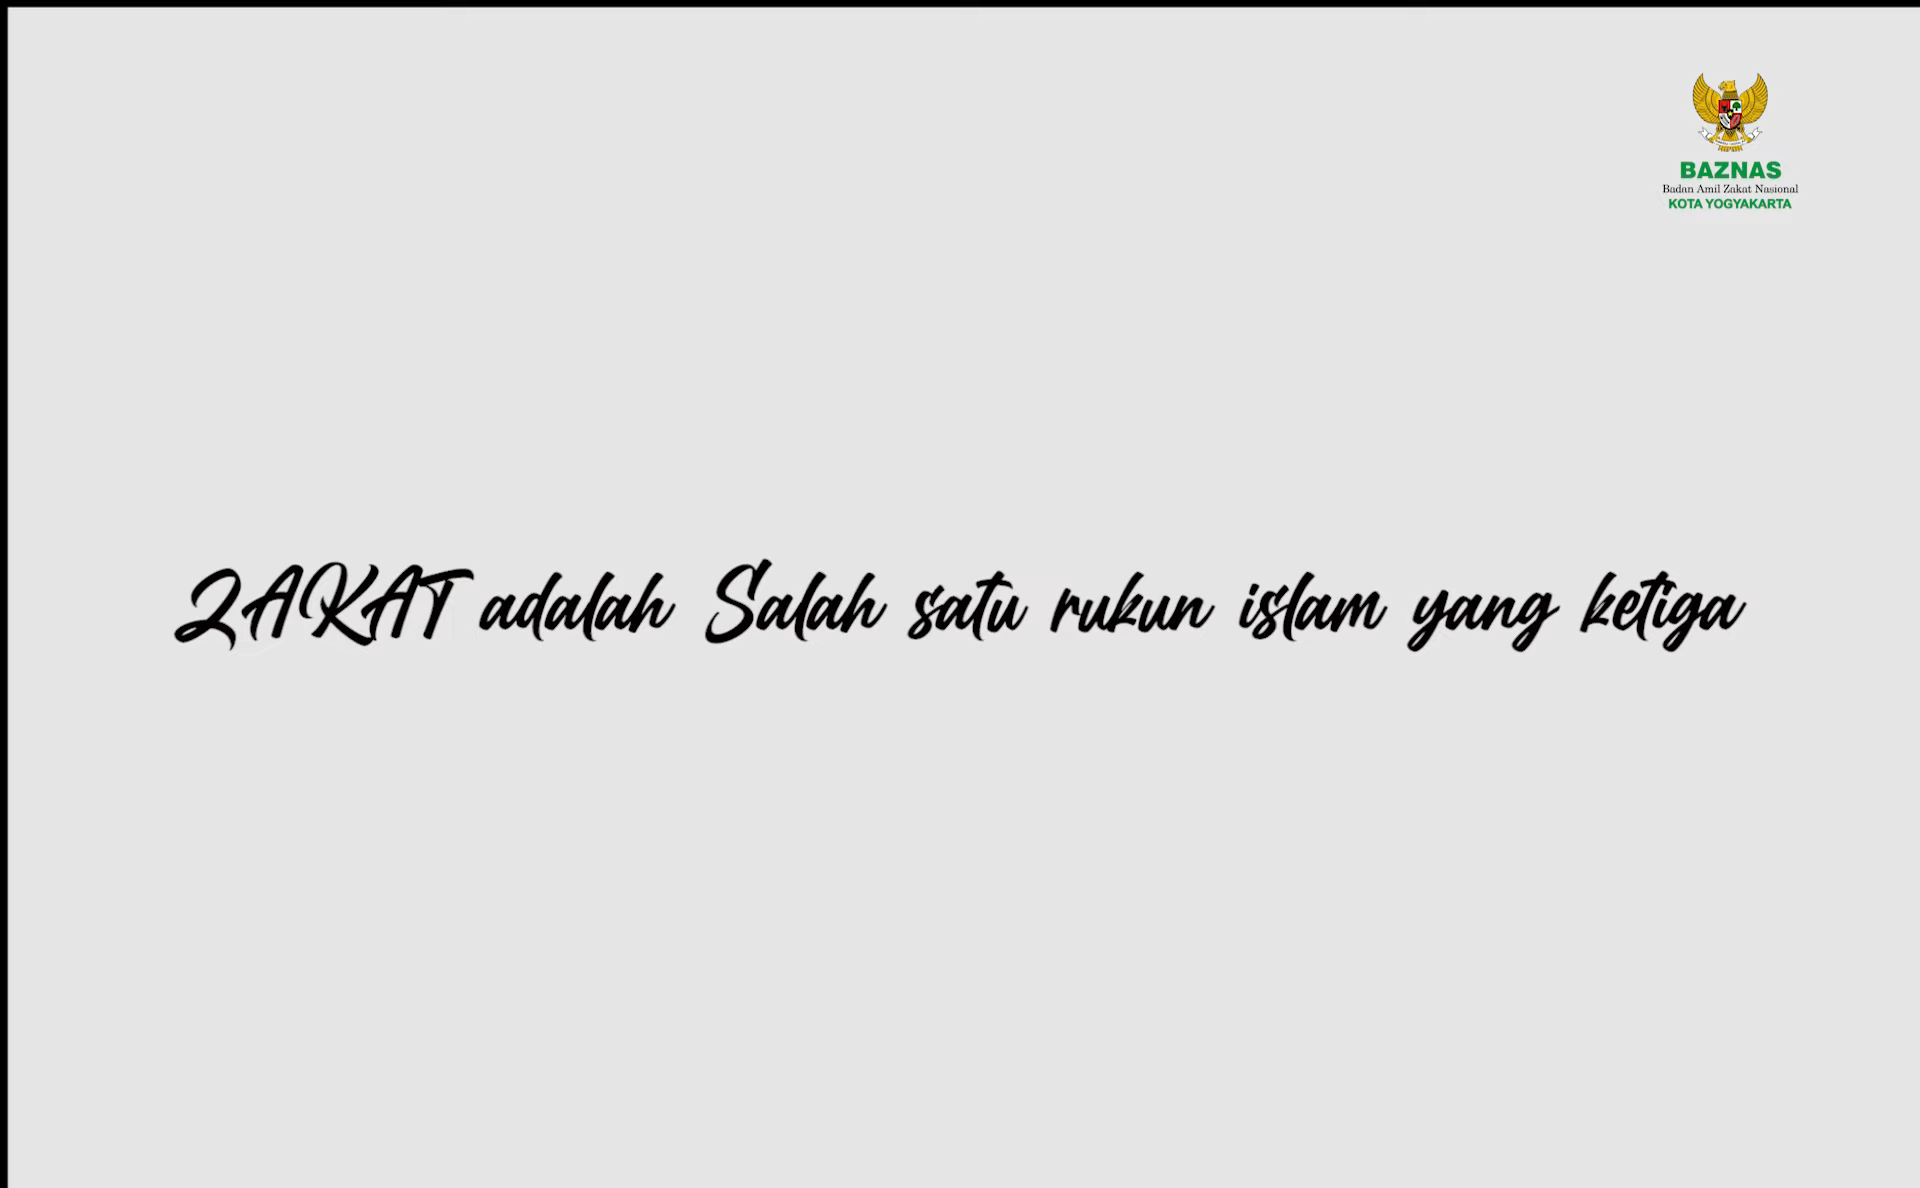 BAZNAS
Badan Amil Zakat Nasional
KOTA YOGYAKARTA
ZAKAT adalah Salah satu rukun islam yang ketiga